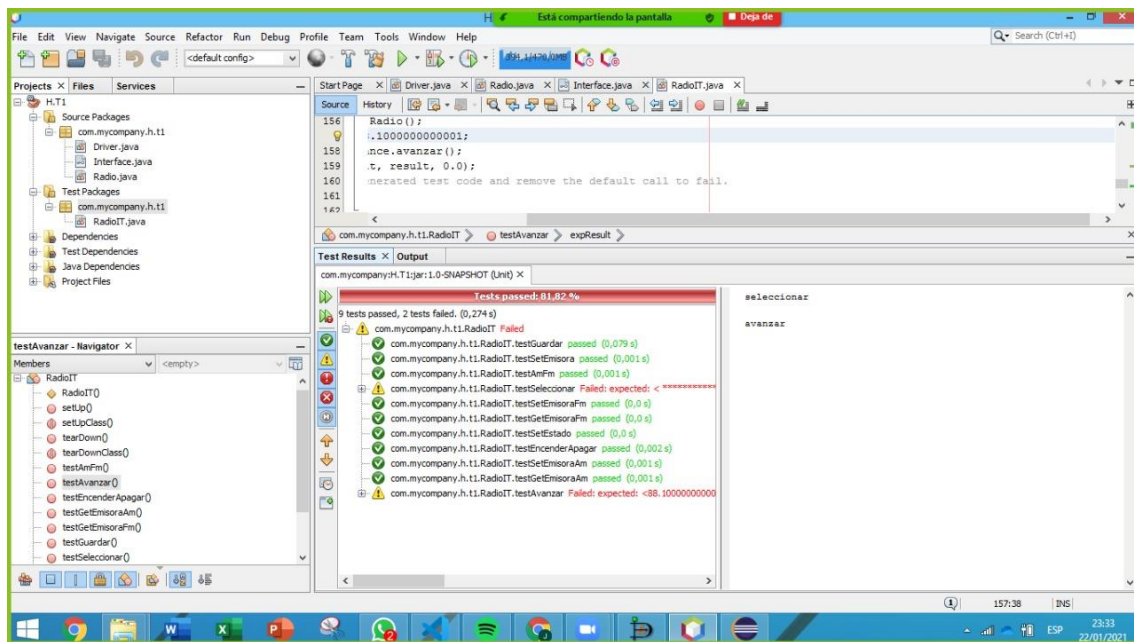 H
Está compartiendo la pantalla
Deja de
File Edit View Navigate Source Refactor Run Debug Profile Team Tools Window Help
Search (Ctrl+I)
<default config>
Projects Files Services
H.T1
Source Packages
com.mycompany.h.t1
Driver.java
Interface.java
Radio.java
Test Packages
com.mycompany.h.t1
RadioIT.java
Dependencies
Test Dependencies
Java Dependencies
Project Files
testAvanzar - Navigator
Members <empty>
RadioIT
RadioIT()
setUp()
setUpClass()
tearDown()
tearDownClass()
testAmFm()
testAvanzar()
testEncenderApagar()
testGetEmisoraAm()
testGetEmisoraFm()
testGuardar()
testSeleccionar()
Start Page Driver.java Radio.java Interface.java RadioIT.java
Source History
156 Radio();
.1000000000001;
158 nce.avanzar();
159 t, result, 0.0);
160 enerated test code and remove the default call to fail.
161
162
com.mycompany.h.t1.RadioIT testAvanzar expResult
Test Results Output
com.mycompany:H.T1:jar:1.0-SNAPSHOT (Unit)
Tests passed: 81,82 %
9 tests passed, 2 tests failed. (0,274 s)
com.mycompany.h.t1.RadioIT Failed
com.mycompany.h.t1.RadioIT.testGuardar passed (0,079 s)
com.mycompany.h.t1.RadioIT.testSetEmisora passed (0,001 s)
com.mycompany.h.t1.RadioIT.testAmFm passed (0,001 s)
com.mycompany.h.t1.RadioIT.testSeleccionar Failed: expected: < ***********
com.mycompany.h.t1.RadioIT.testSetEmisoraFm passed (0,0 s)
com.mycompany.h.t1.RadioIT.testGetEmisoraFm passed (0,0 s)
com.mycompany.h.t1.RadioIT.testSetEstado passed (0,0 s)
com.mycompany.h.t1.RadioIT.testEncenderApagar passed (0,002 s)
com.mycompany.h.t1.RadioIT.testSetEmisoraAm passed (0,001 s)
com.mycompany.h.t1.RadioIT.testGetEmisoraAm passed (0,001 s)
com.mycompany.h.t1.RadioIT.testAvanzar Failed: expected: <88.10000000000
seleccionar
avanzar
1
157:38
INS
ESP
23:33
22/01/2021